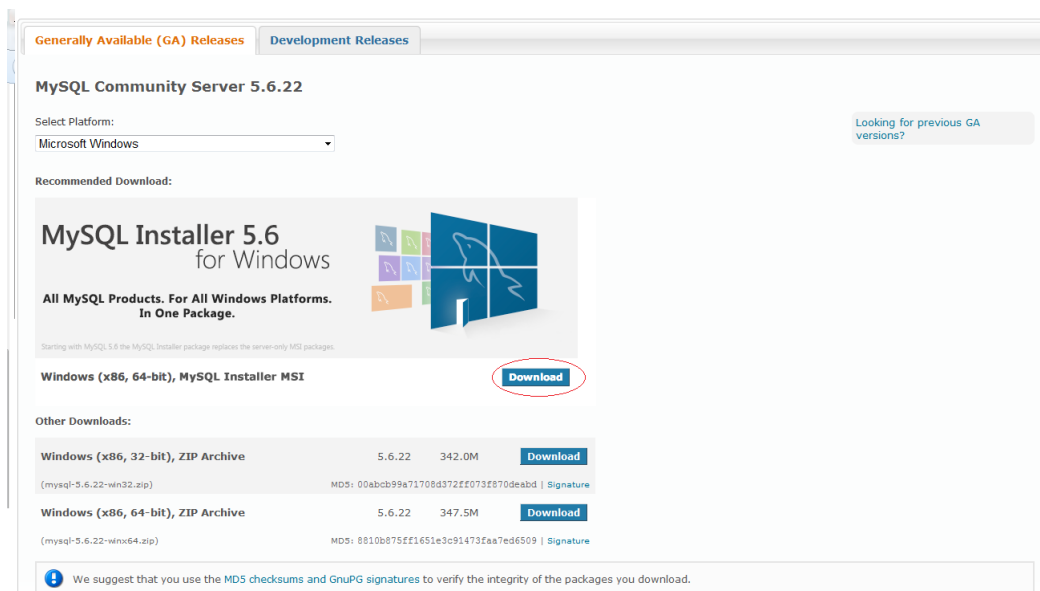 Generally Available (GA) Releases
Development Releases
MySQL Community Server 5.6.22
Select Platform:
Microsoft Windows
Looking for previous GA
versions?
Recommended Download:
MySQL Installer 5.6
for Windows
All MySQL Products. For All Windows Platforms.
In One Package.
Starting with MySQL 5.6 the MySQL Installer package replaces the server-only MSI packages.
Windows (x86, 64-bit), MySQL Installer MSI
Download
Other Downloads:
Windows (x86, 32-bit), ZIP Archive 5.6.22 342.0M Download
(mysql-5.6.22-win32.zip) MD5: 00abcb99a71708d372ff073f870deabd | Signature
Windows (x86, 64-bit), ZIP Archive 5.6.22 347.5M Download
(mysql-5.6.22-winx64.zip) MD5: 8810b875ff1651e3c91473faa7ed6509 | Signature
We suggest that you use the MD5 checksums and GnuPG signatures to verify the integrity of the packages you download.